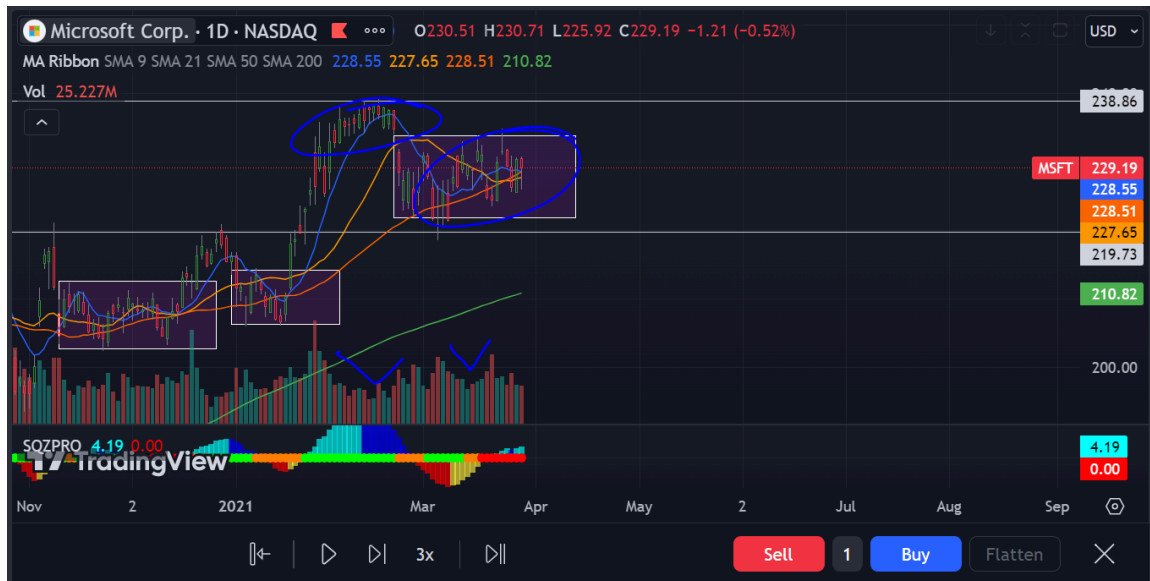 Microsoft Corp. · 1D · NASDAQ O230.51 H230.71 L225.92 C229.19 −1.21 (−0.52%) USD
MA Ribbon SMA 9 SMA 21 SMA 50 SMA 200 228.55 227.65 228.51 210.82
Vol 25.227M
238.86
MSFT 229.19
228.55
228.51
227.65
219.73
210.82
200.00
SQZPRO 4.19 0.00
4.19
TradingView
0.00
Nov 2 2021 Mar Apr May 2 Jul Aug Sep
3x Sell 1 Buy Flatten